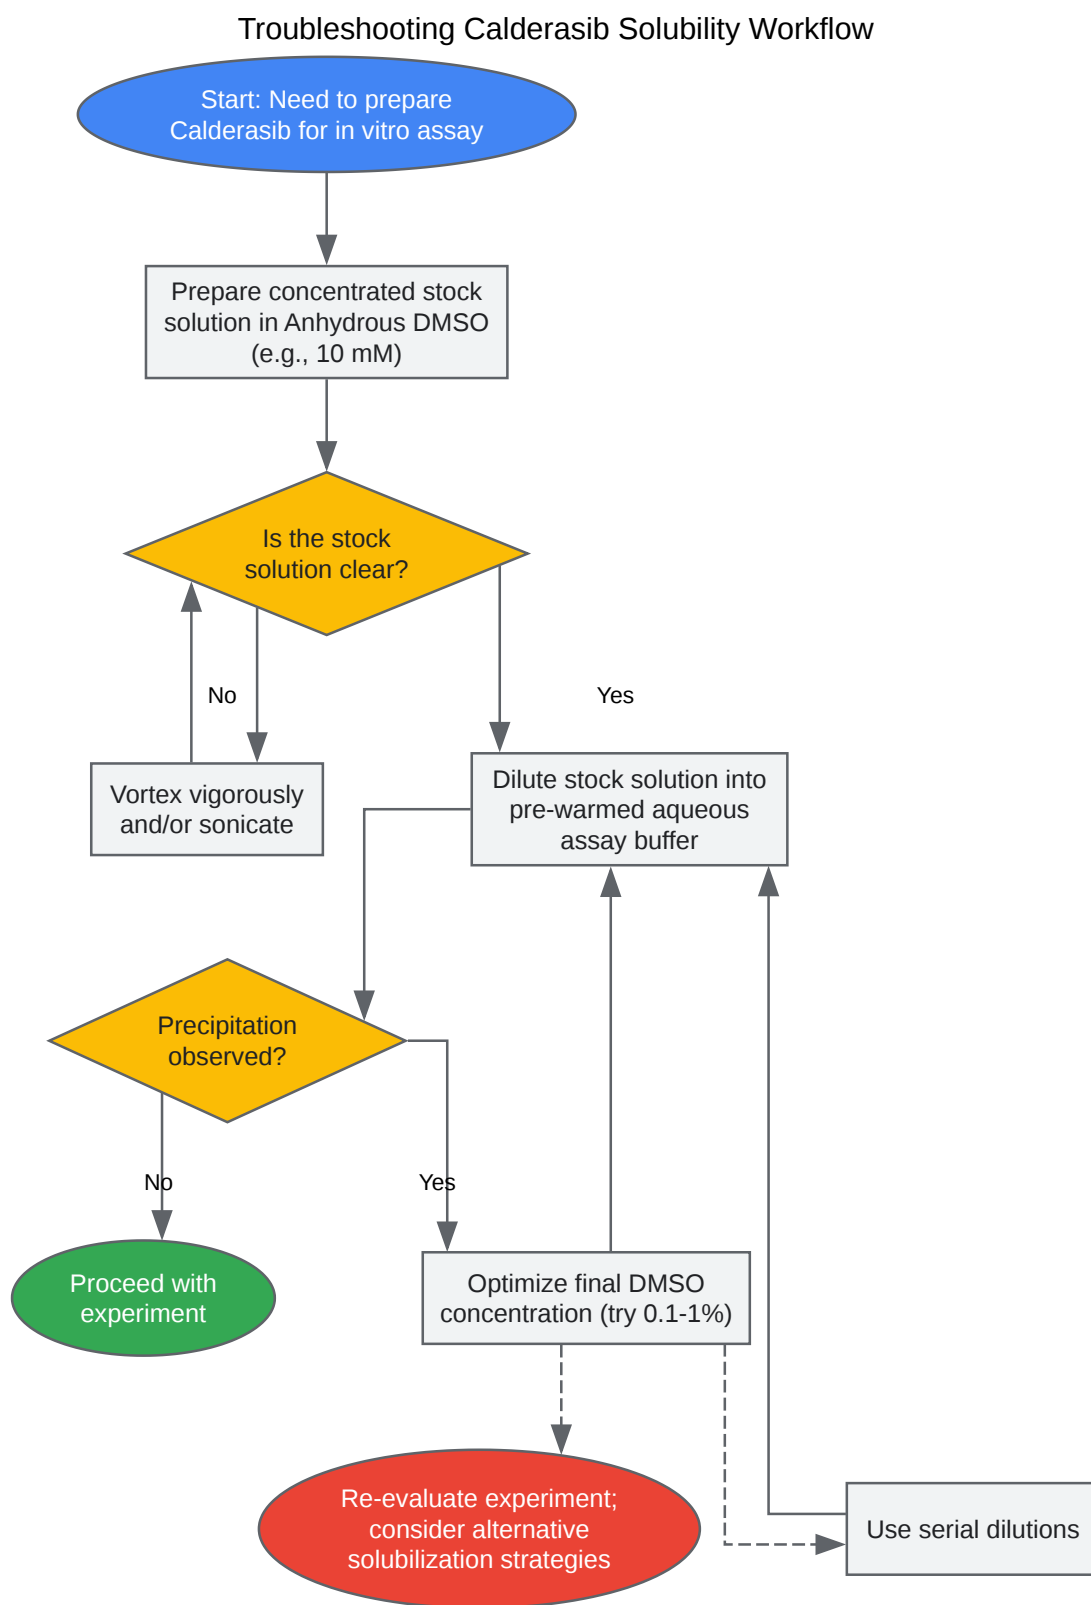 Troubleshooting Calderasib Solubility Workflow
Start: Need to prepare
Calderasib for in vitro assay
Prepare concentrated stock
solution in Anhydrous DMSO
(e.g., 10 mM)
Is the stock
solution clear?
No
Yes
Vortex vigorously
and/or sonicate
Dilute stock solution into
pre-warmed aqueous
assay buffer
Precipitation
observed?
No
Yes
Proceed with
experiment
Optimize final DMSO
concentration (try 0.1-1%)
Re-evaluate experiment;
consider alternative
solubilization strategies
Use serial dilutions